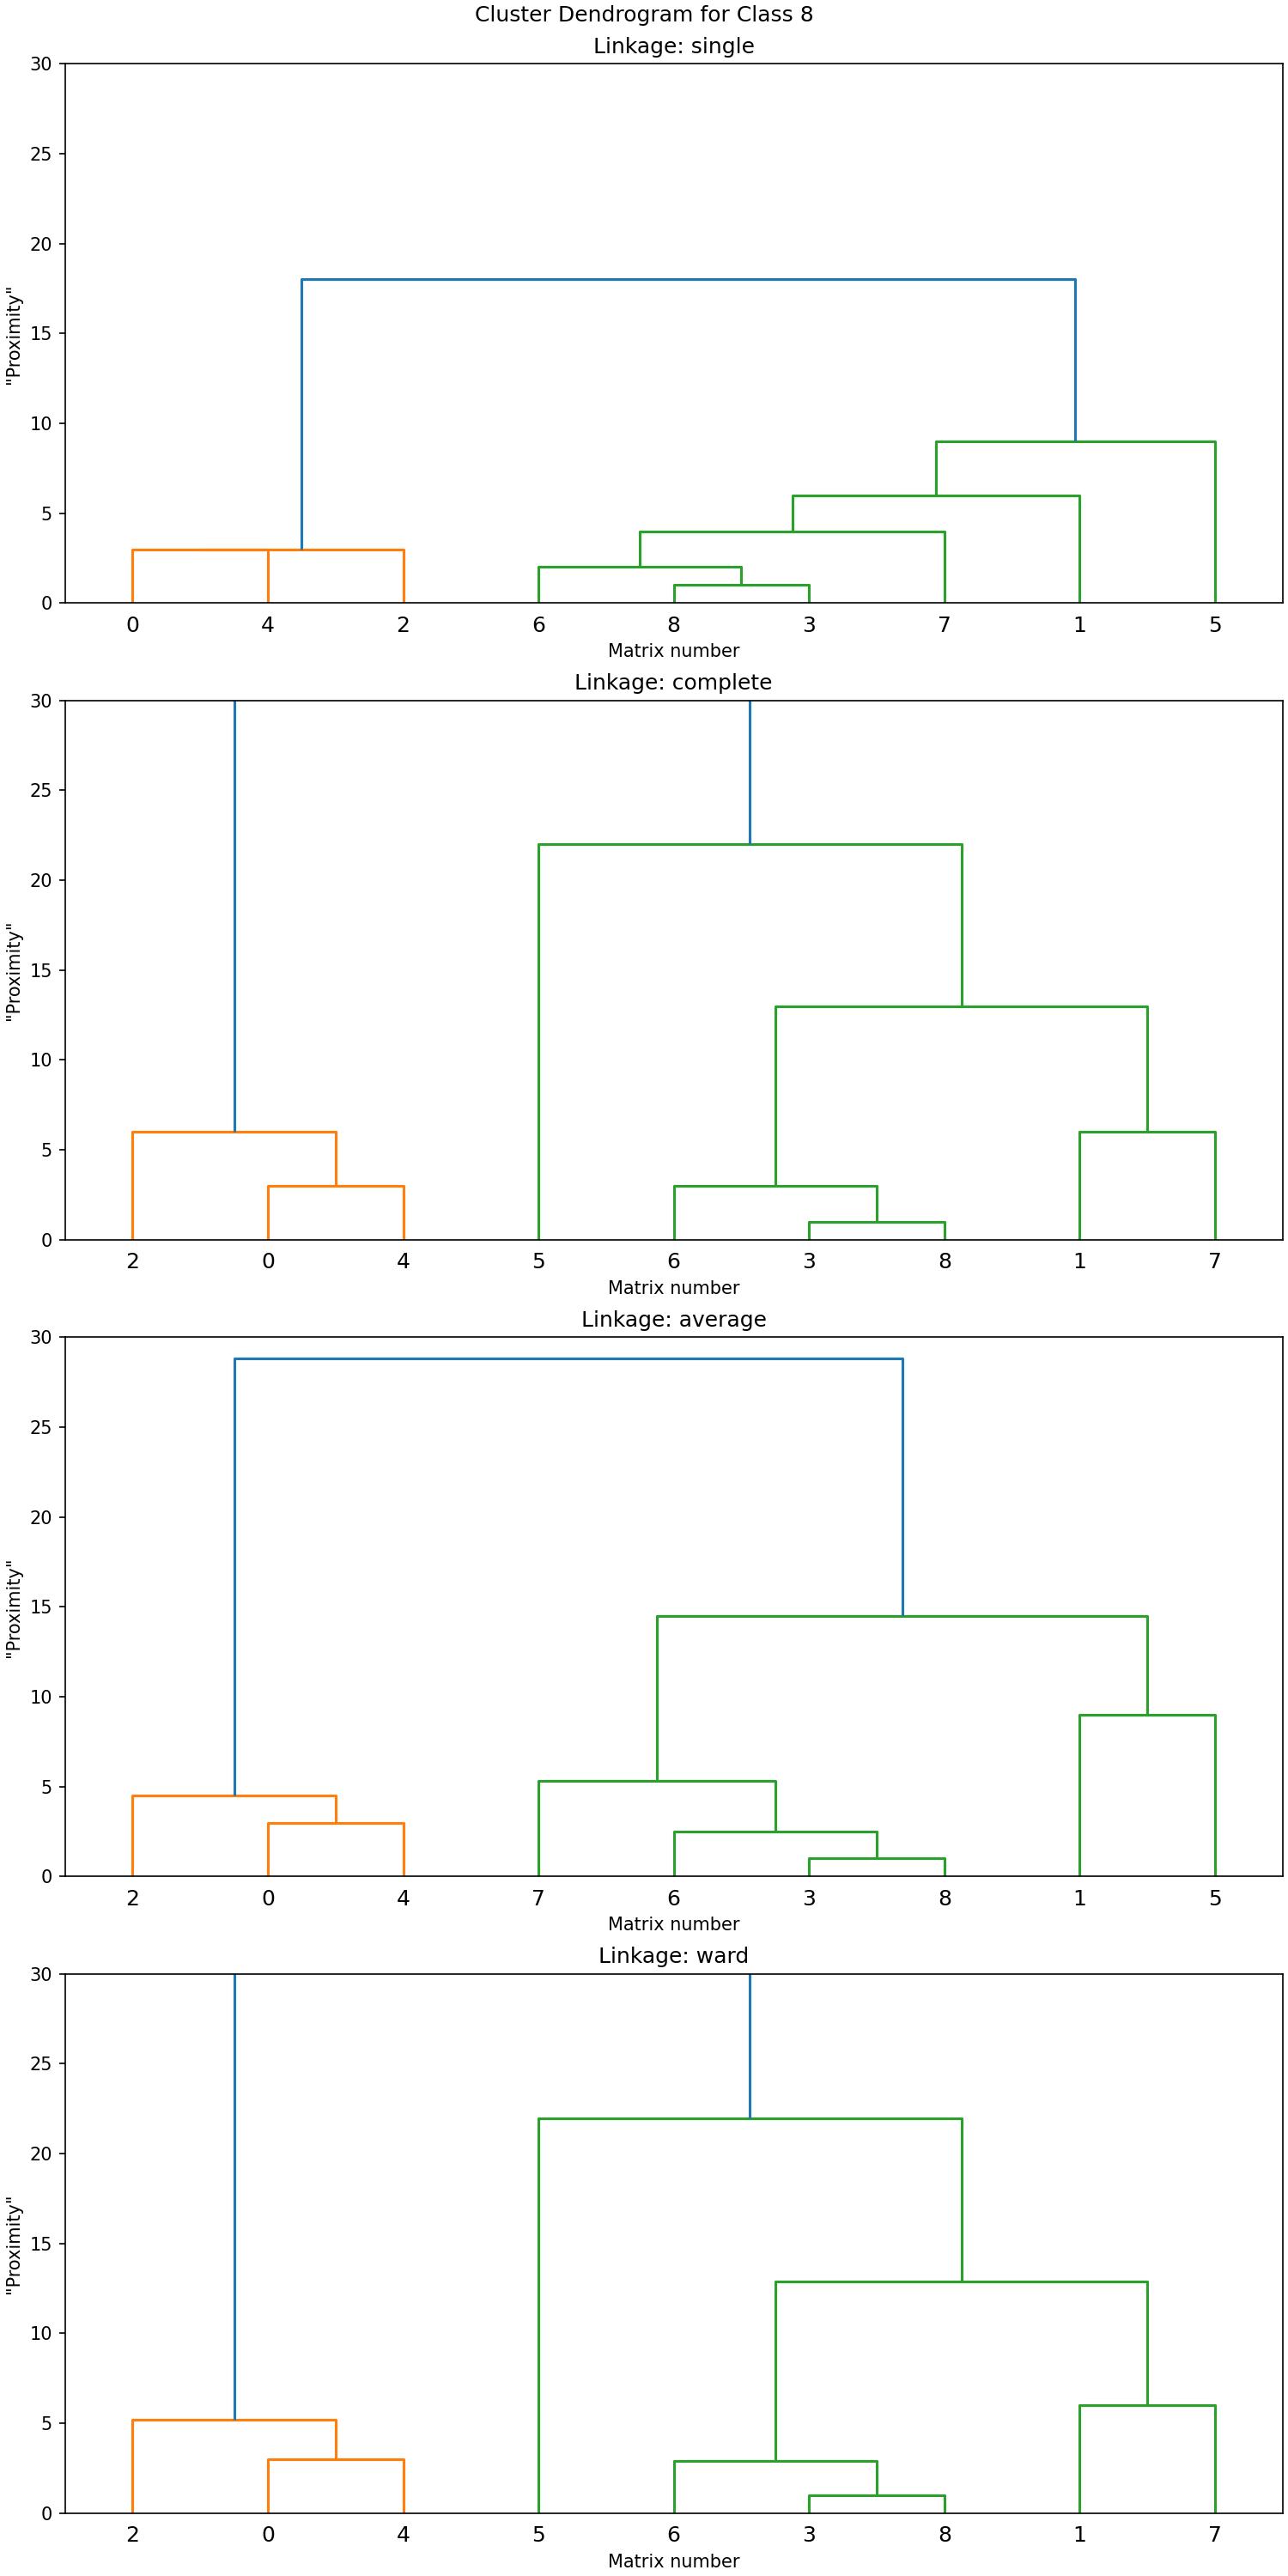 Cluster Dendrogram for Class 8
Linkage: single
30
25
20
15
10
5
0
"Proximity"
0 4 2 6 8 3 7 1 5
Matrix number
Linkage: complete
30
25
20
15
10
5
0
"Proximity"
2 0 4 5 6 3 8 1 7
Matrix number
Linkage: average
30
25
20
15
10
5
0
"Proximity"
2 0 4 7 6 3 8 1 5
Matrix number
Linkage: ward
30
25
20
15
10
5
0
"Proximity"
2 0 4 5 6 3 8 1 7
Matrix number